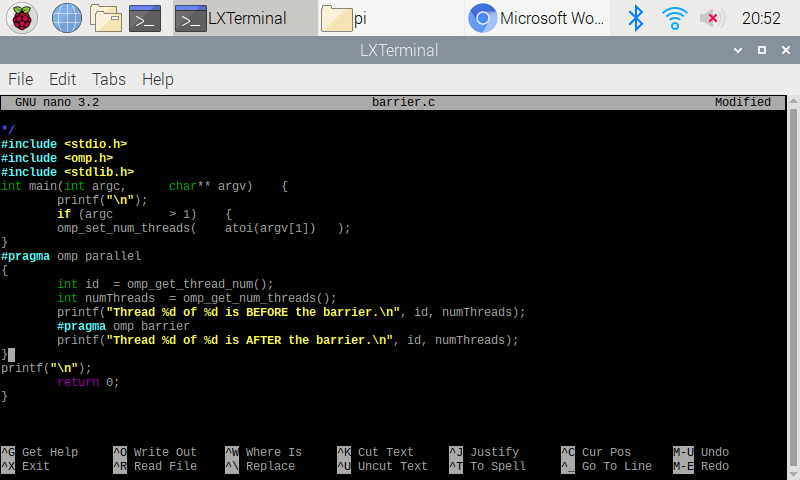 LXTerminal pi Microsoft Wo... 20:52
LXTerminal
File Edit Tabs Help
GNU nano 3.2 barrier.c Modified
*/
#include <stdio.h>
#include <omp.h>
#include <stdlib.h>
int main(int argc, char** argv) {
printf("\n");
if (argc > 1) {
omp_set_num_threads( atoi(argv[1]) );
}
#pragma omp parallel
{
int id = omp_get_thread_num();
int numThreads = omp_get_num_threads();
printf("Thread %d of %d is BEFORE the barrier.\n", id, numThreads);
#pragma omp barrier
printf("Thread %d of %d is AFTER the barrier.\n", id, numThreads);
}
printf("\n");
return 0;
}
^G Get Help ^O Write Out ^W Where Is ^K Cut Text ^J Justify ^C Cur Pos M-U Undo
^X Exit ^R Read File ^\ Replace ^U Uncut Text ^T To Spell ^_ Go To Line M-E Redo